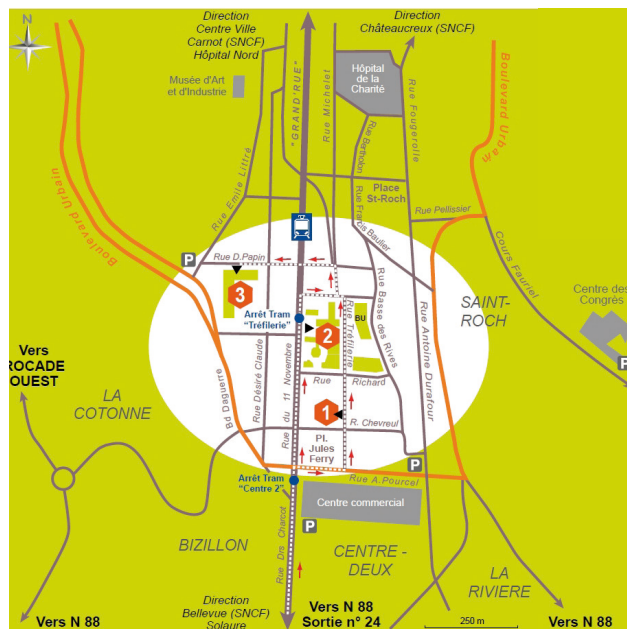 Direction
Centre Ville
Carnot (SNCF)
Hôpital Nord
Direction
Châteaucreux (SNCF)
N
Musée d'Art
et d'Industrie
Hôpital
de la
Charité
"GRAND'RUE"
Rue Michelet
Rue Fougerolle
Boulevard Urbain
Rue Bertholon
Rue Emile Littré
Place
St-Roch
Boulevard Urbain
Rue Francis Baulier
Rue Pellissier
Cours Fauriel
P
Rue D.Papin
3
Rue Basse des Rives
SAINT-
ROCH
Centre des
Congrès
P
Arrêt Tram
"Tréfilerie"
2
BU
Rue Tréfilerie
Rue Antoine Durafour
Vers
ROCADE
OUEST
LA
COTONNE
Bd Daguerre
Rue Désiré Claude
Rue du 11 Novembre
Rue Richard
1
R. Chevreul
Pl.
Jules
Ferry
P
Arrêt Tram
"Centre 2"
Rue A.Pourcel
Centre commercial
P
BIZILLON
Rue Drs Charcot
CENTRE -
DEUX
LA
RIVIERE
Direction
Bellevue (SNCF)
Solaure
Vers N 88
Vers N 88
Sortie n° 24
250 m
Vers N 88